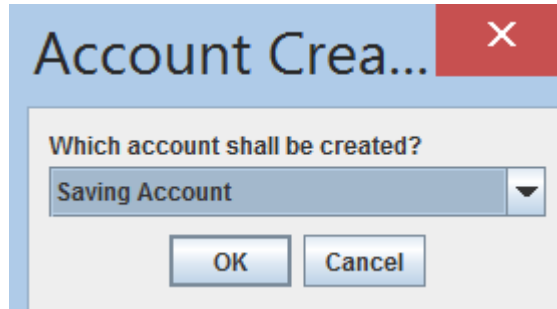 Account Crea...
Which account shall be created?
Saving Account
OK Cancel